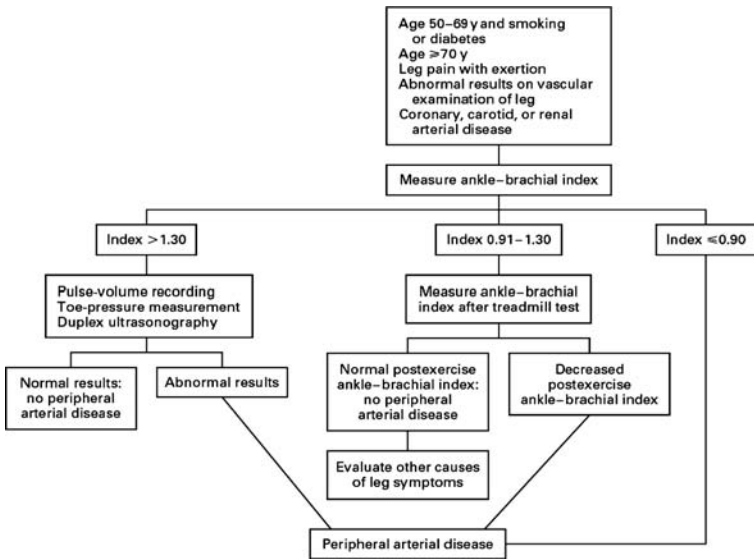 Age 50–69 y and smoking
or diabetes
Age ≥70 y
Leg pain with exertion
Abnormal results on vascular
examination of leg
Coronary, carotid, or renal
arterial disease
Measure ankle–brachial index
Index >1.30
Index 0.91–1.30
Index ≤0.90
Pulse-volume recording
Toe-pressure measurement
Duplex ultrasonography
Measure ankle–brachial
index after treadmill test
Normal results:
no peripheral
arterial disease
Abnormal results
Normal postexercise
ankle–brachial index:
no peripheral
arterial disease
Decreased
postexercise
ankle–brachial index
Evaluate other causes
of leg symptoms
Peripheral arterial disease